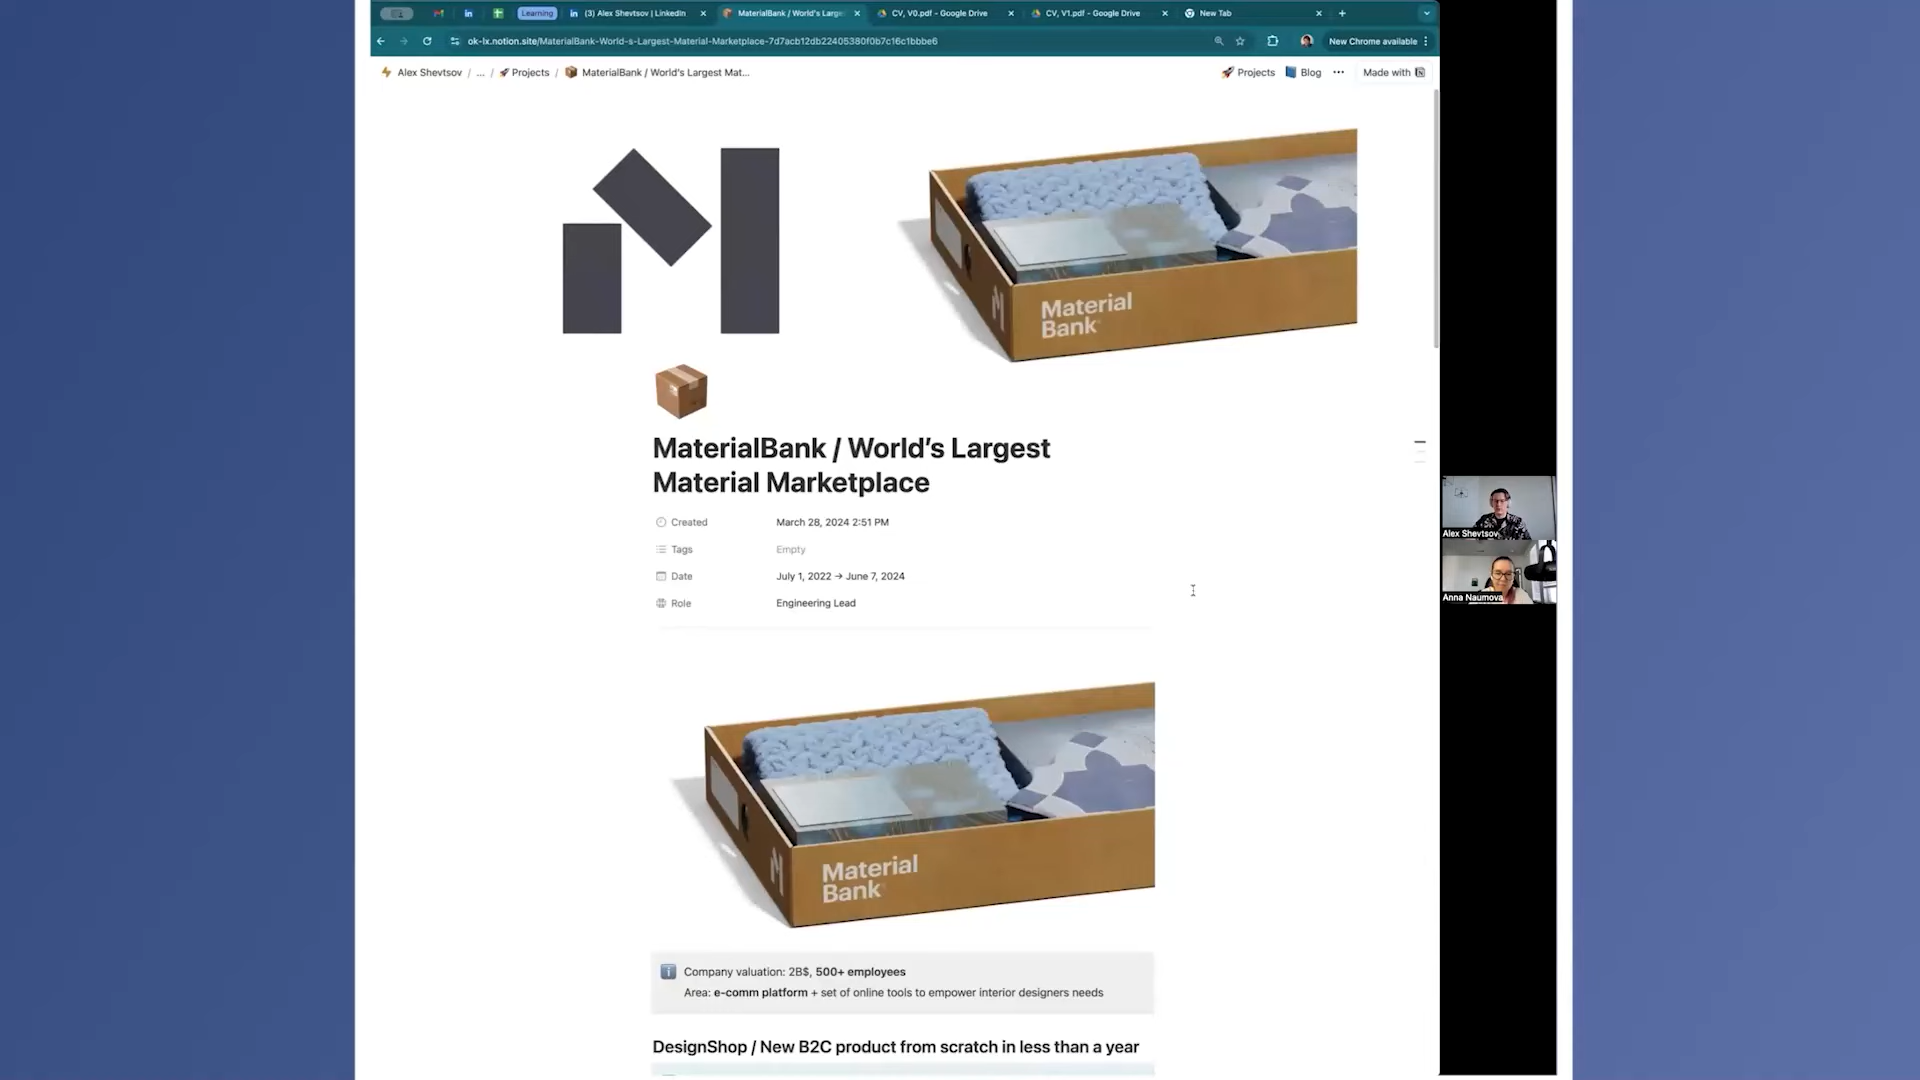 Learning
(3) Alex Shevtsov | LinkedIn
MaterialBank / World's Large
CV, V0.pdf - Google Drive
CV, V1.pdf - Google Drive
New Tab
ok-lx.notion.site/MaterialBank-World-s-Largest-Material-Marketplace-7d7acb12db22405380f0b7c16c1bbbe6
New Chrome available
Alex Shevtsov / ... / Projects / MaterialBank / World's Largest Mat...
Projects
Blog
Made with
Material
Bank
MaterialBank / World's Largest
Material Marketplace
Created March 28, 2024 2:51 PM
Tags Empty
Date July 1, 2022 → June 7, 2024
Role Engineering Lead
Alex Shevtsov
Anna Naumova
Material
Bank
Company valuation: 2B$, 500+ employees
Area: e-comm platform + set of online tools to empower interior designers needs
DesignShop / New B2C product from scratch in less than a year